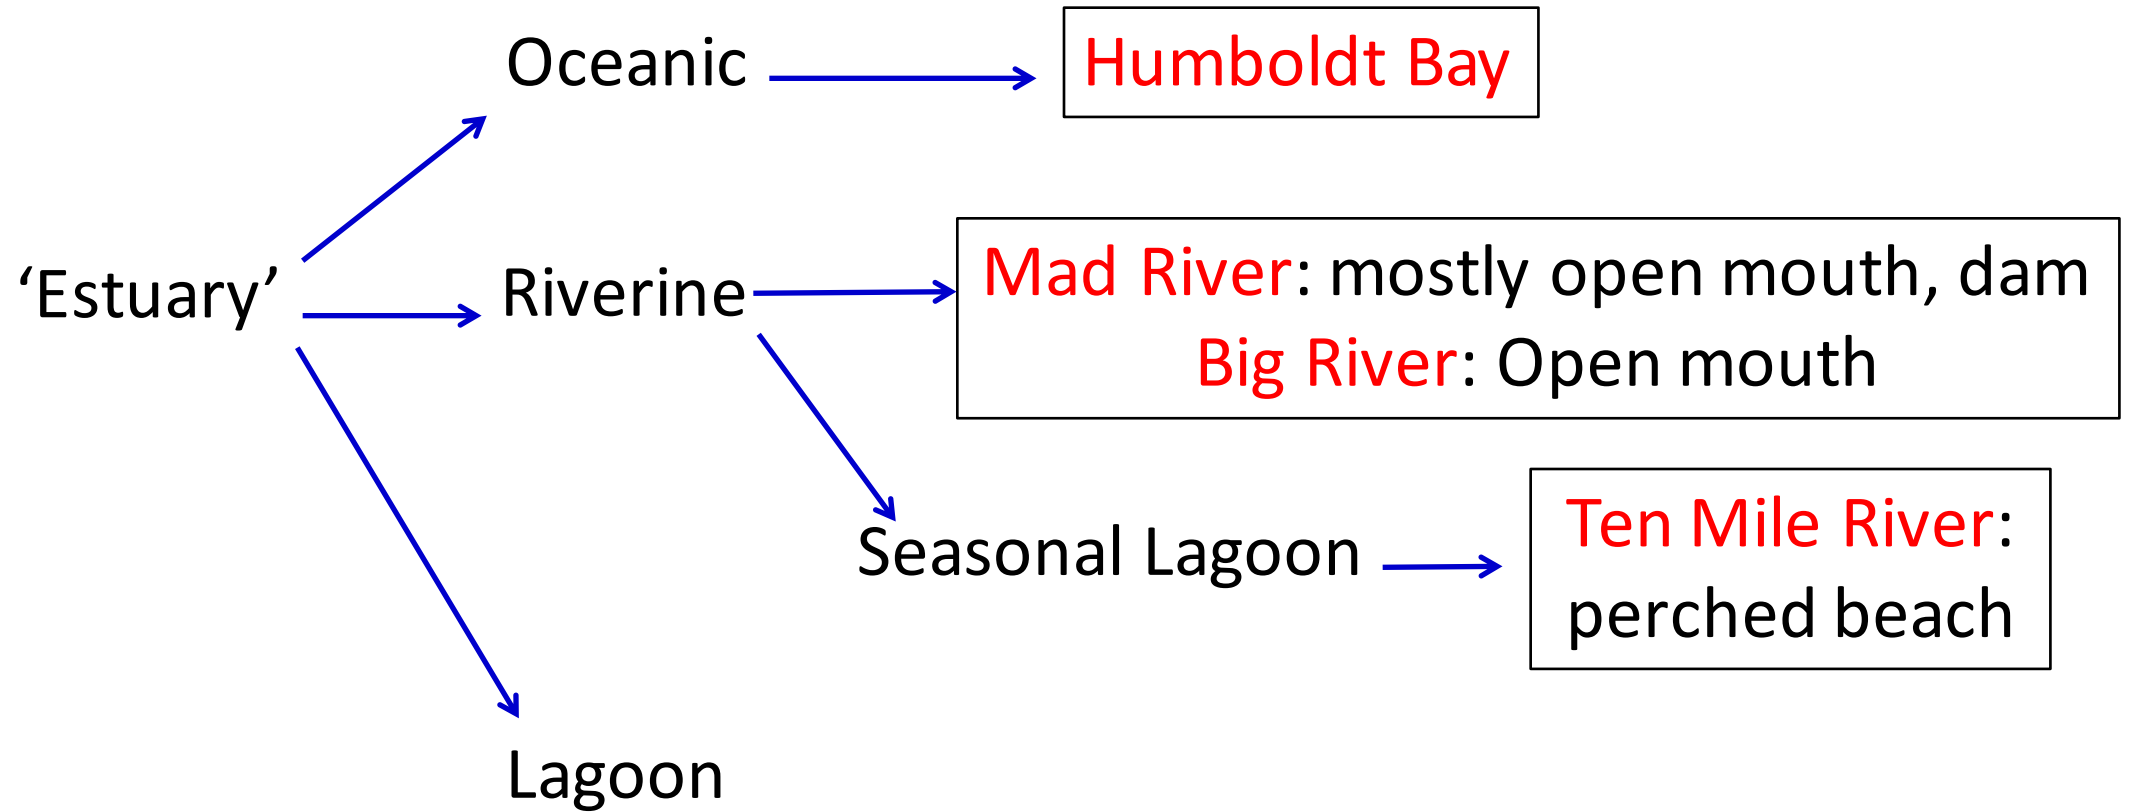 Oceanic
Humboldt Bay
‘Estuary’
Riverine
Mad River: mostly open mouth, dam
Big River: Open mouth
Seasonal Lagoon
Ten Mile River:
perched beach
Lagoon